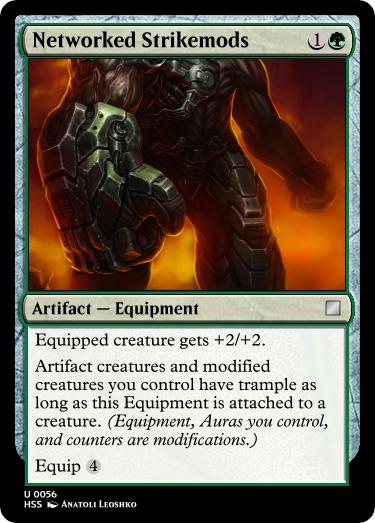 Networked Strikemods 1
Artifact — Equipment
Equipped creature gets +2/+2.
Artifact creatures and modified
creatures you control have trample as
long as this Equipment is attached to a
creature. (Equipment, Auras you control,
and counters are modifications.)
Equip 4
U 0056
HSS Anatoli Leoshko